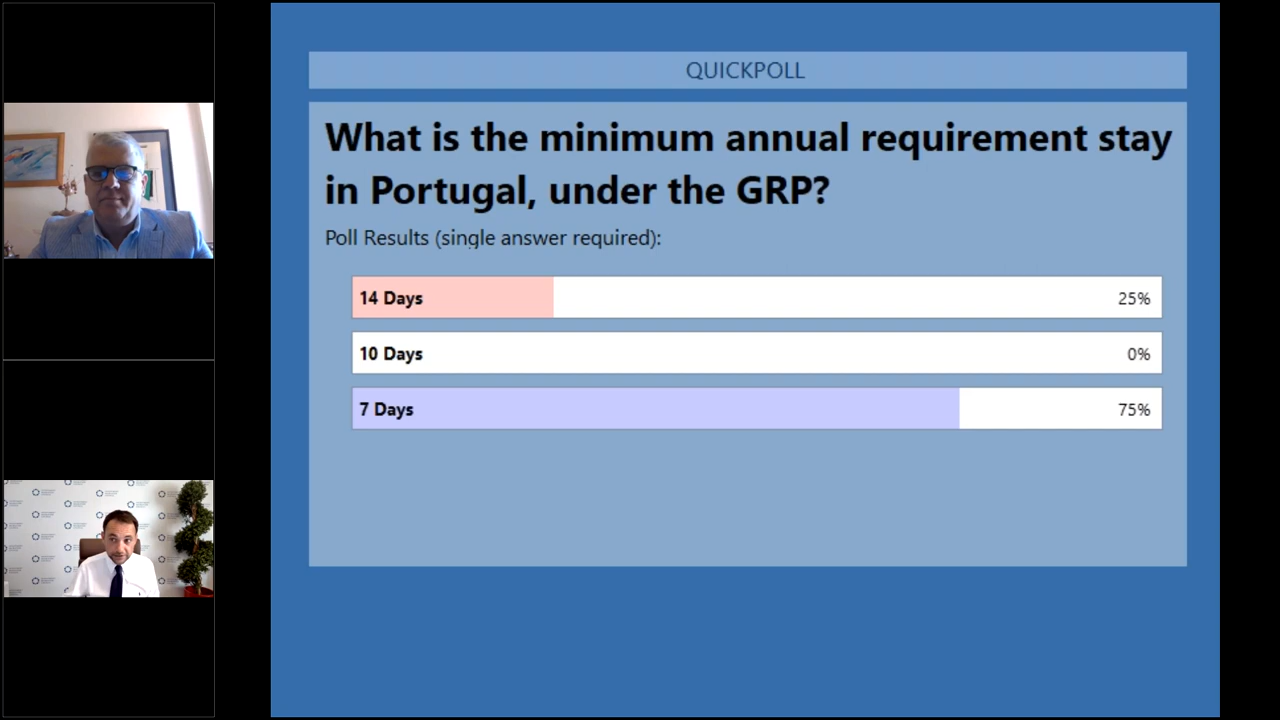 QUICKPOLL
What is the minimum annual requirement stay
in Portugal, under the GRP?
Poll Results (single answer required):
14 Days 25%
10 Days 0%
7 Days 75%